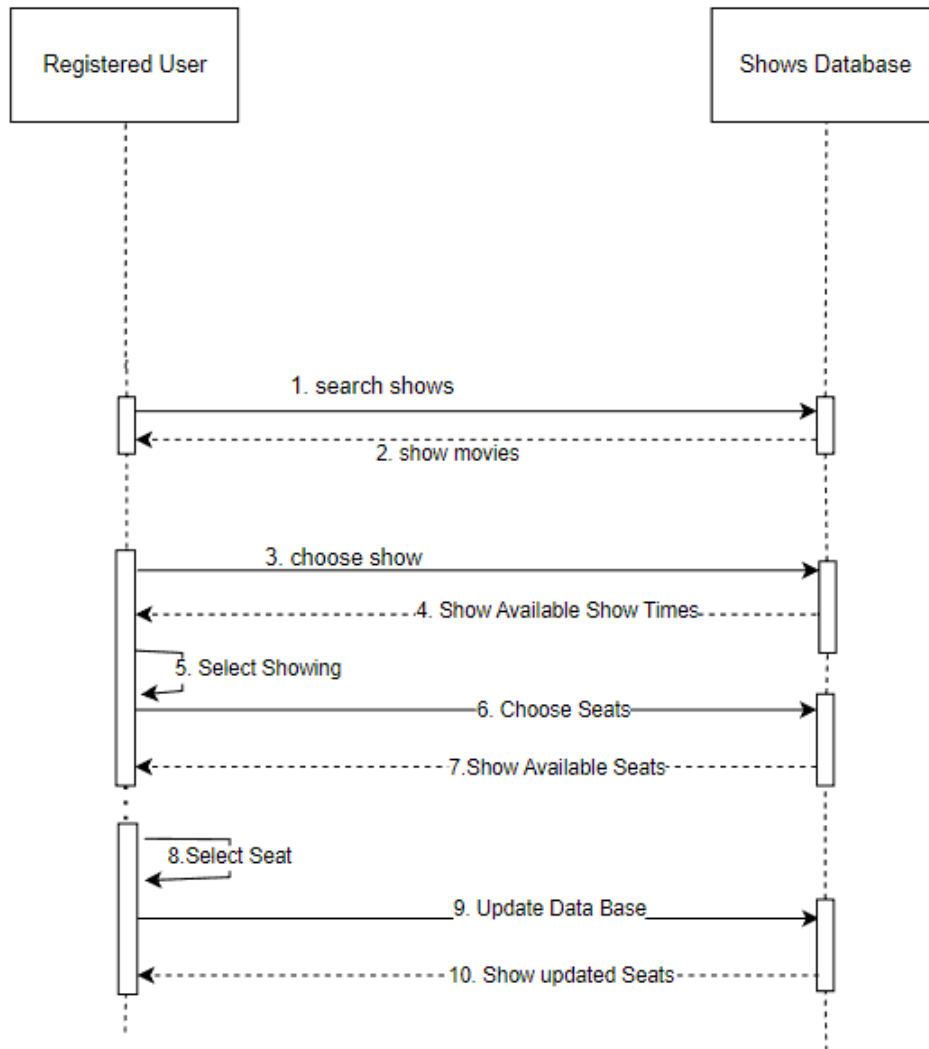 Registered User
Shows Database
1. search shows
2. show movies
3. choose show
4. Show Available Show Times
5. Select Showing
6. Choose Seats
7.Show Available Seats
8.Select Seat
9. Update Data Base
10. Show updated Seats